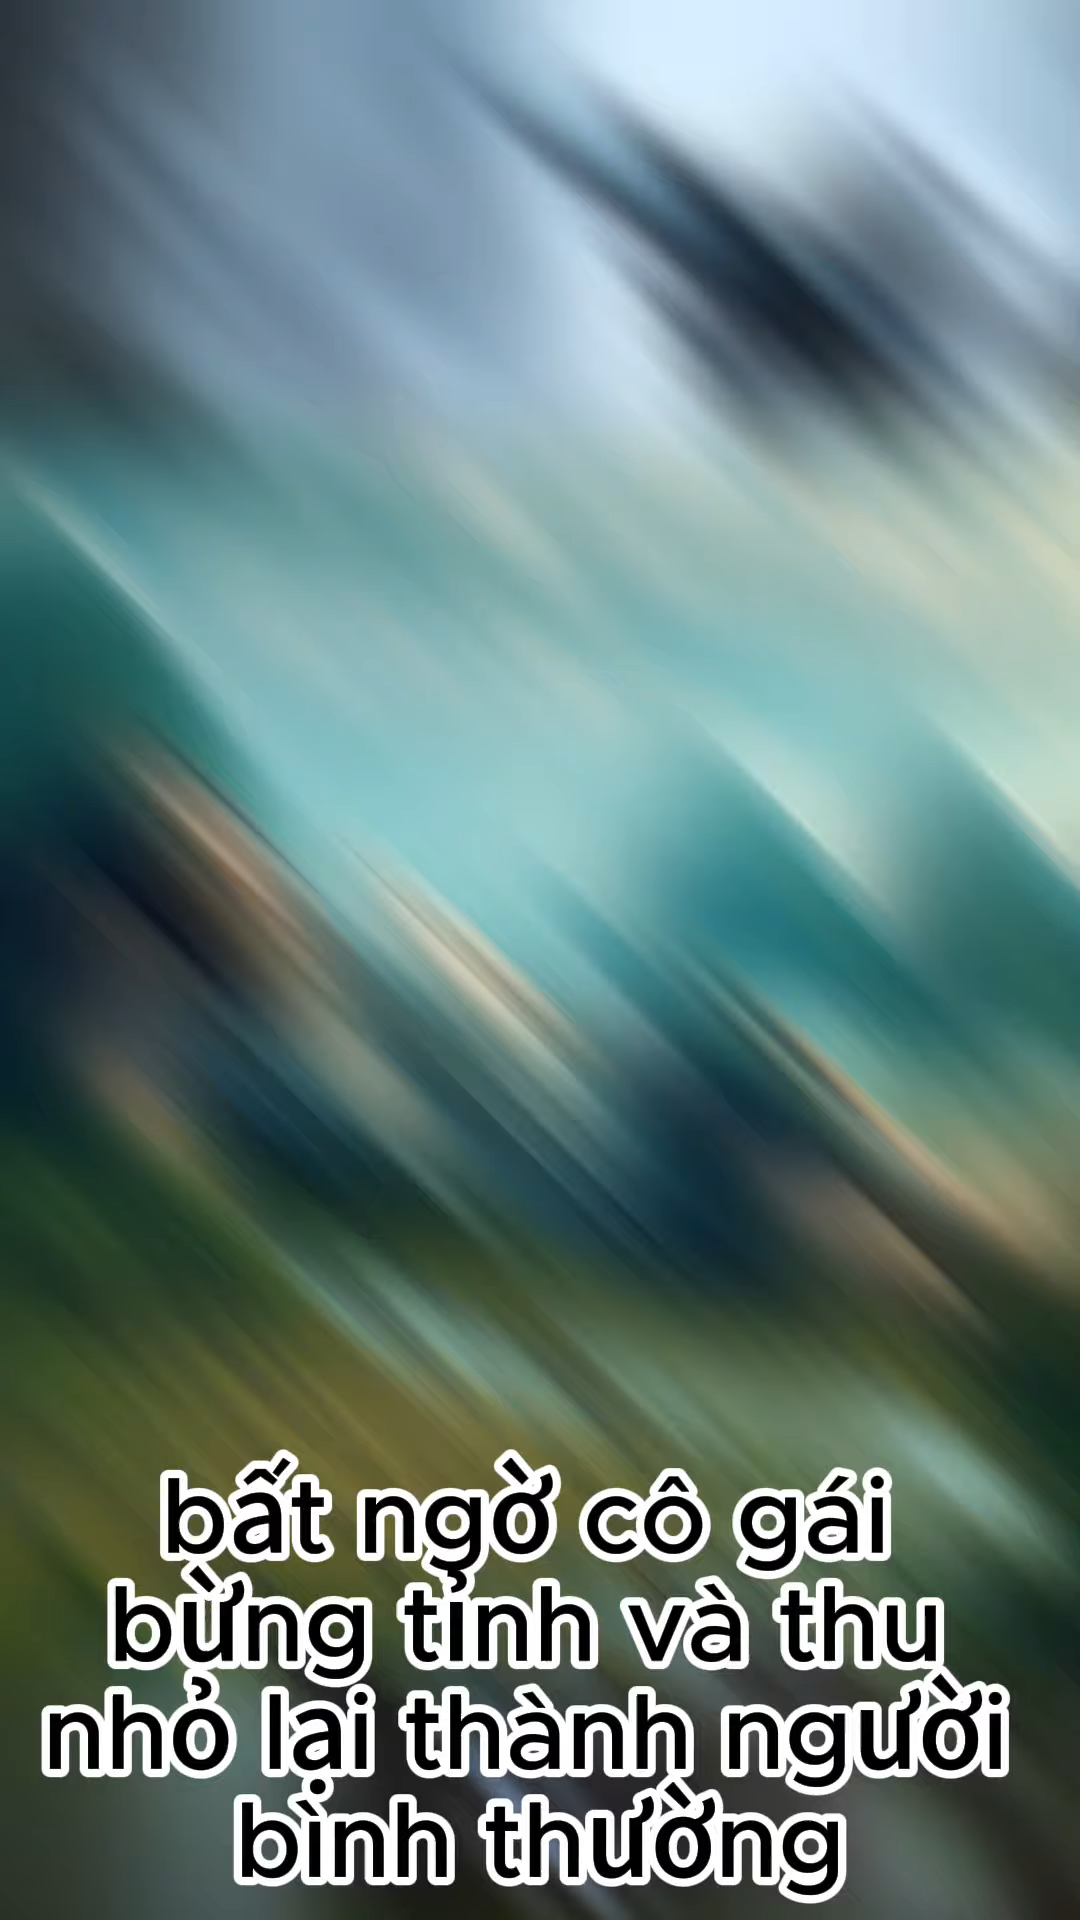 bất ngờ cô gái
bừng tỉnh và thu
nhỏ lại thành người
bình thường